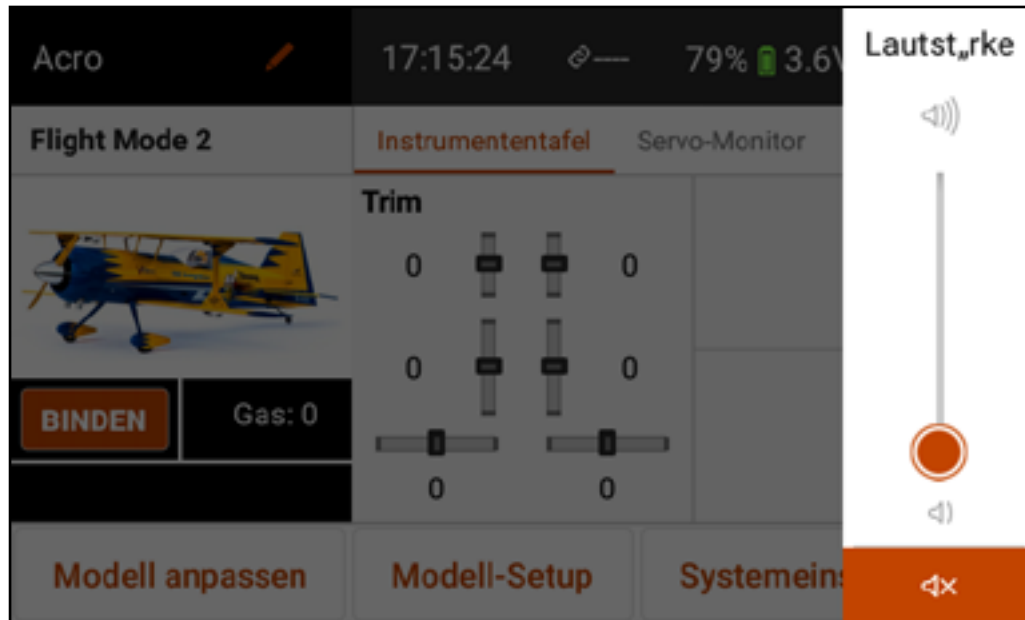 Acro
17:15:24
----
79% 3.6V
Lautst„rke
Flight Mode 2
Instrumententafel
Servo-Monitor
Trim
0 0
0 0
BINDEN
Gas: 0
0 0
Modell anpassen
Modell-Setup
Systemeins